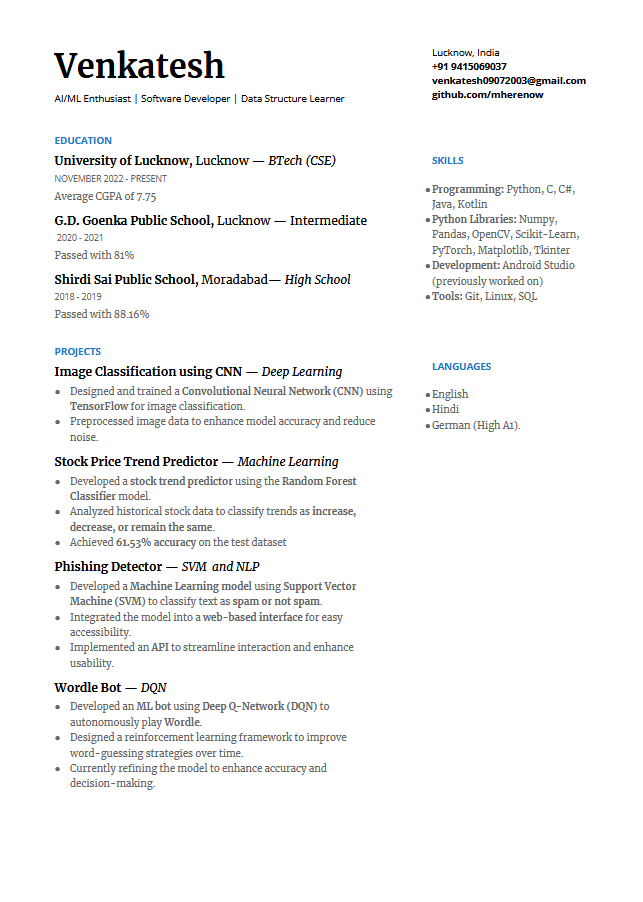 Venkatesh
AI/ML Enthusiast | Software Developer | Data Structure Learner
Lucknow, India
+91 9415069037
venkatesh09072003@gmail.com
github.com/mherenow
EDUCATION
University of Lucknow, Lucknow — BTech (CSE)
NOVEMBER 2022 - PRESENT
Average CGPA of 7.75
G.D. Goenka Public School, Lucknow — Intermediate
2020 - 2021
Passed with 81%
Shirdi Sai Public School, Moradabad— High School
2018 - 2019
Passed with 88.16%
PROJECTS
Image Classification using CNN — Deep Learning
● Designed and trained a Convolutional Neural Network (CNN) using
TensorFlow for image classification.
● Preprocessed image data to enhance model accuracy and reduce
noise.
Stock Price Trend Predictor — Machine Learning
● Developed a stock trend predictor using the Random Forest
Classifier model.
● Analyzed historical stock data to classify trends as increase,
decrease, or remain the same.
● Achieved 61.53% accuracy on the test dataset
Phishing Detector — SVM and NLP
● Developed a Machine Learning model using Support Vector
Machine (SVM) to classify text as spam or not spam.
● Integrated the model into a web-based interface for easy
accessibility.
● Implemented an API to streamline interaction and enhance
usability.
Wordle Bot — DQN
● Developed an ML bot using Deep Q-Network (DQN) to
autonomously play Wordle.
● Designed a reinforcement learning framework to improve
word-guessing strategies over time.
● Currently refining the model to enhance accuracy and
decision-making.
SKILLS
● Programming: Python, C, C#,
Java, Kotlin
● Python Libraries: Numpy,
Pandas, OpenCV, Scikit-Learn,
PyTorch, Matplotlib, Tkinter
● Development: Android Studio
(previously worked on)
● Tools: Git, Linux, SQL
LANGUAGES
● English
● Hindi
● German (High A1).